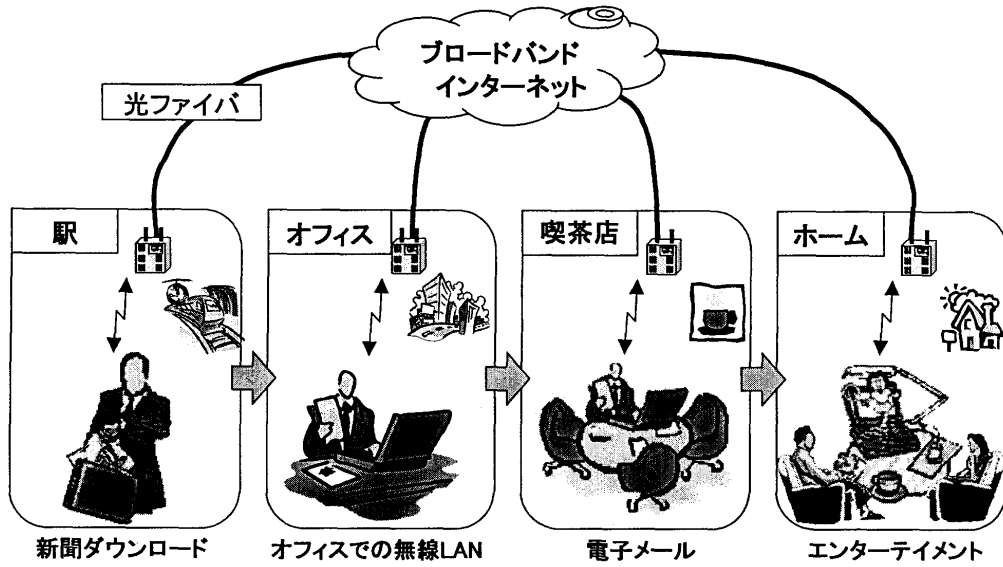 ブロードバンド
インターネット
光ファイバ
駅
オフィス
喫茶店
ホーム
新聞ダウンロード
オフィスでの無線LAN
電子メール
エンターテイメント